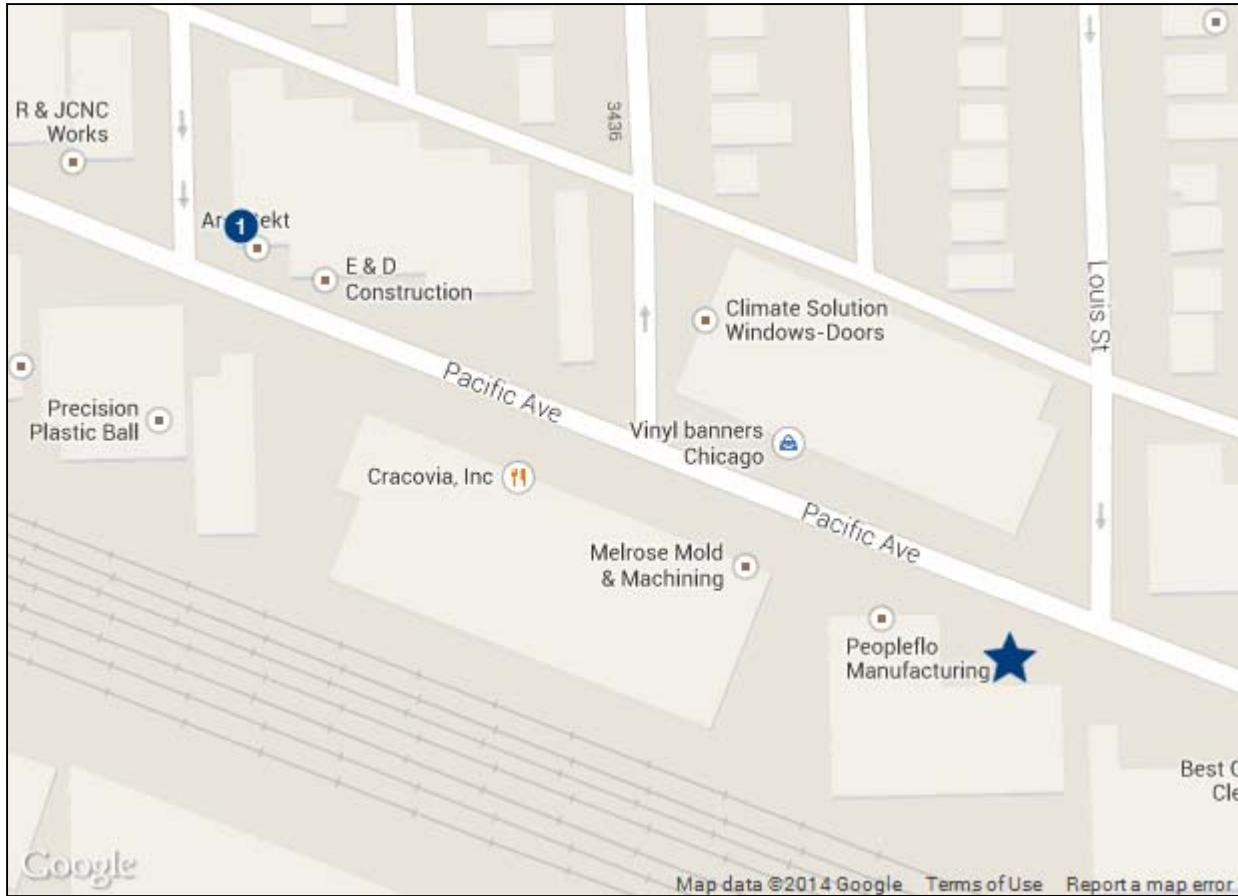 R & JCNC
Works
3436
1
E & D
Construction
Louis St
Climate Solution
Windows-Doors
Pacific Ave
Precision
Plastic Ball
Vinyl banners
Chicago
Cracovia, Inc
Pacific Ave
Melrose Mold
& Machining
Peopleflo
Manufacturing
Google
Map data ©2014 Google Terms of Use Report a map error